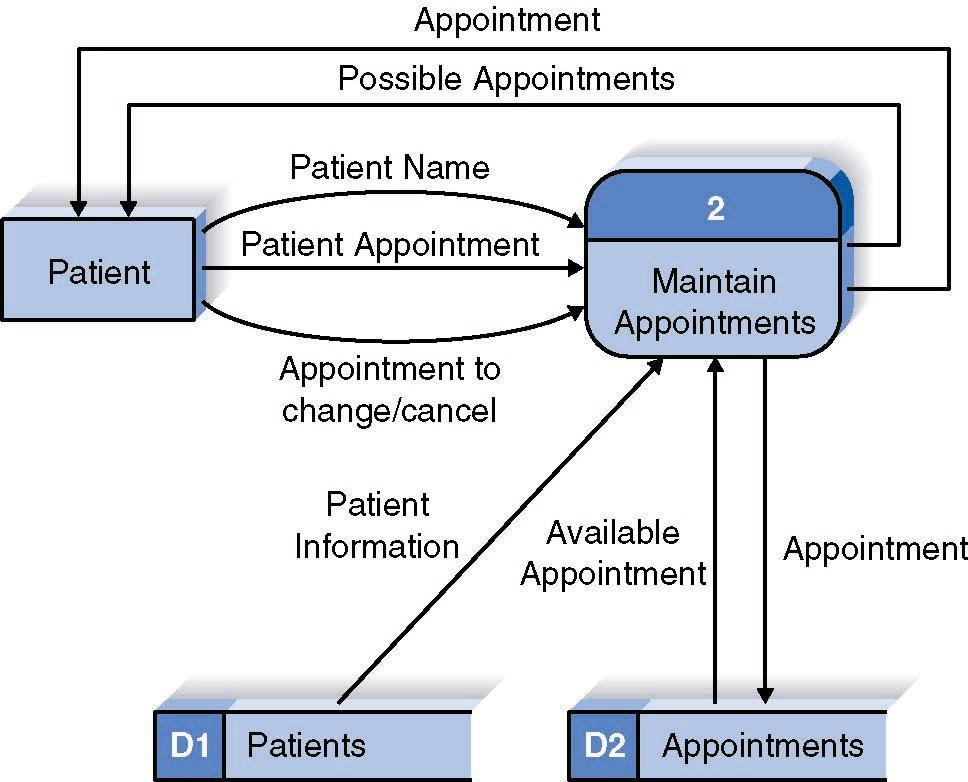 Appointment
Possible Appointments
Patient Name
2
Patient Appointment
Patient
Maintain
Appointments
Appointment to
change/cancel
Patient
Information
Available
Appointment
Appointment
D1 Patients
D2 Appointments